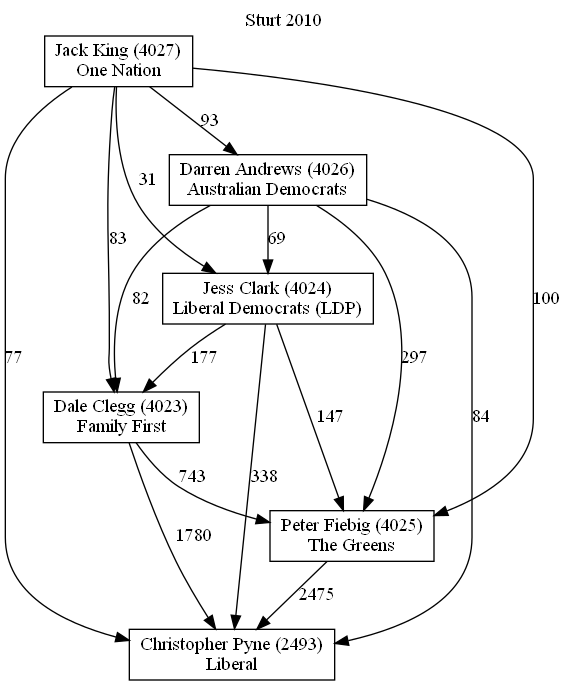 Sturt 2010
Jack King (4027)
One Nation
93
Darren Andrews (4026)
Australian Democrats
31
83
69
82
Jess Clark (4024)
Liberal Democrats (LDP)
100
77
177
297
Dale Clegg (4023)
Family First
147
84
743
338
Peter Fiebig (4025)
The Greens
1780
2475
Christopher Pyne (2493)
Liberal